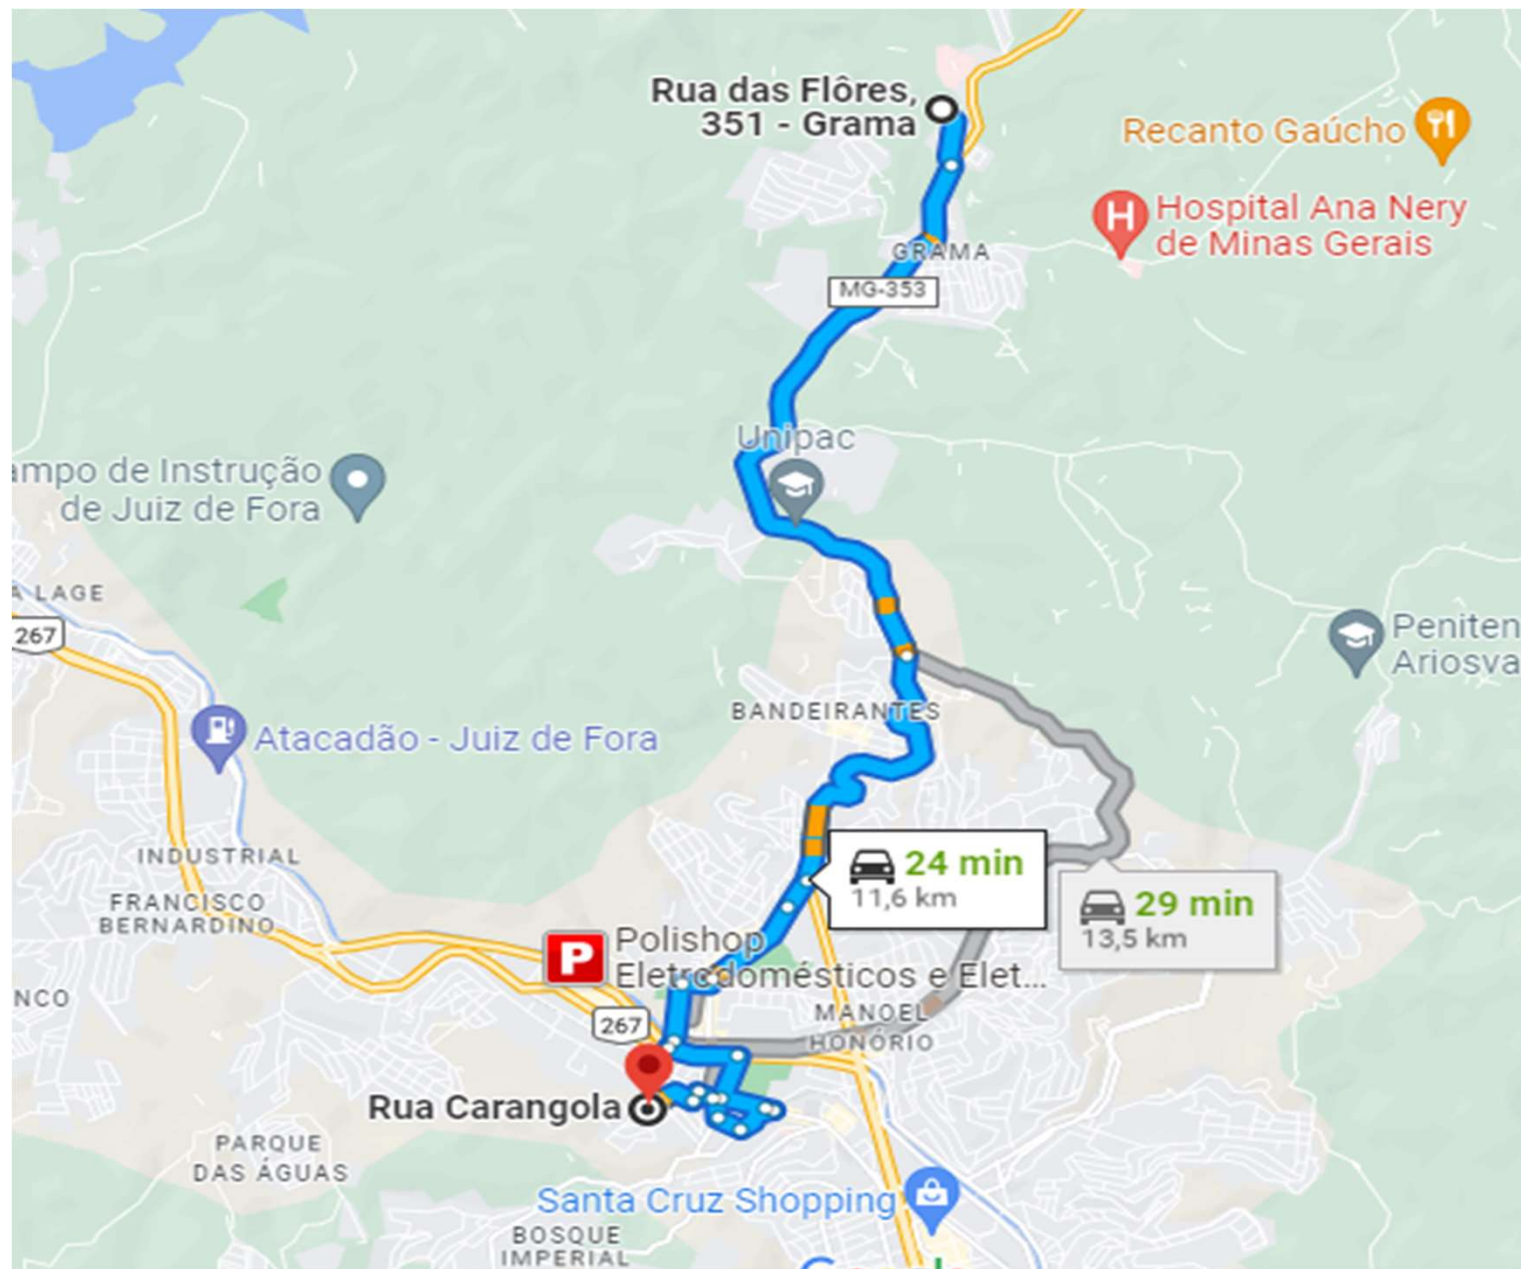 Rua das Flôres,
351 - Grama
Recanto Gaúcho
H
Hospital Ana Nery
de Minas Gerais
GRAMA
MG-353
Unipac
ampo de Instrução
de Juiz de Fora
A LAGE
267
Peniten
Ariosva
BANDEIRANTES
Atacadão - Juiz de Fora
INDUSTRIAL
24 min
11,6 km
29 min
13,5 km
FRANCISCO
BERNARDINO
P
Polishop
Eletrodomésticos e Elet...
NCO
MANOEL
HONÓRIO
267
Rua Carangola
PARQUE
DAS ÁGUAS
Santa Cruz Shopping
BOSQUE
IMPERIAL